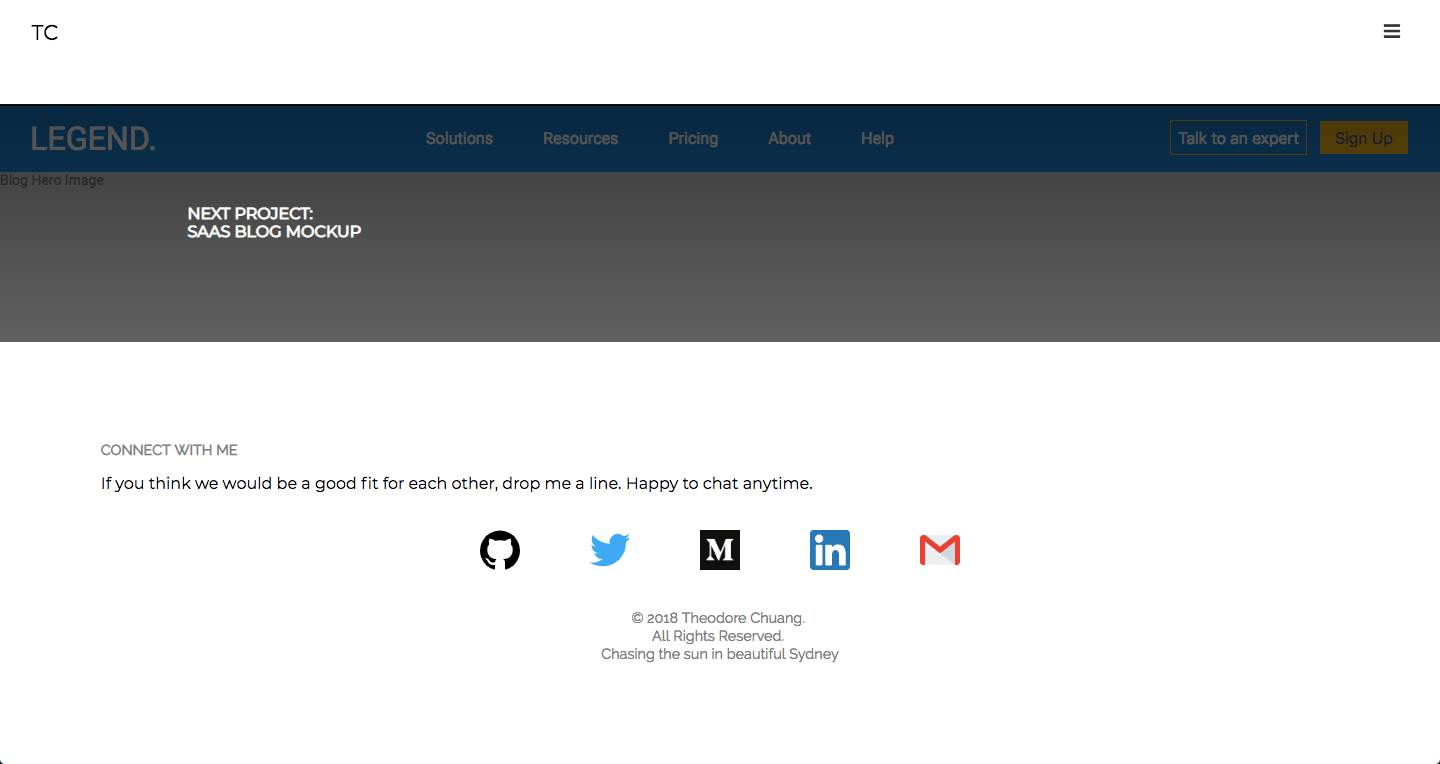 TC
LEGEND.
Solutions
Resources
Pricing
About
Help
Talk to an expert
Sign Up
Blog Hero Image
NEXT PROJECT:
SAAS BLOG MOCKUP
CONNECT WITH ME
If you think we would be a good fit for each other, drop me a line. Happy to chat anytime.
M
in
M
© 2018 Theodore Chuang.
All Rights Reserved.
Chasing the sun in beautiful Sydney